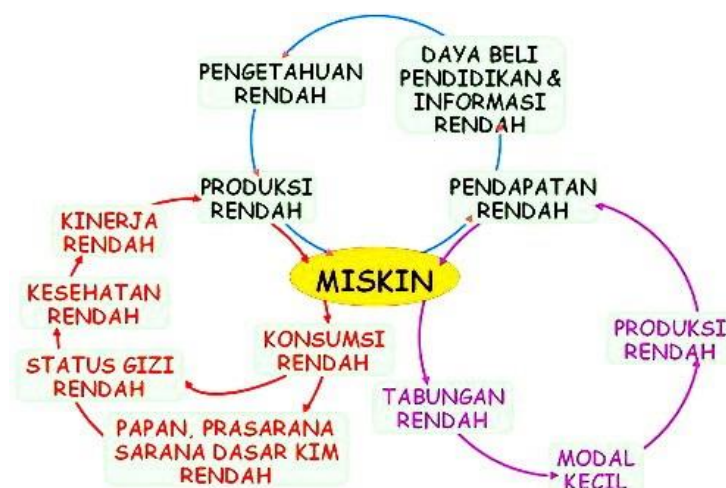 DAYA BELI
PENDIDIKAN &
INFORMASI
RENDAH
PENGETAHUAN
RENDAH
PRODUKSI
RENDAH
PENDAPATAN
RENDAH
KINERJA
RENDAH
MISKIN
KESEHATAN
RENDAH
KONSUMSI
RENDAH
PRODUKSI
RENDAH
STATUS GIZI
RENDAH
TABUNGAN
RENDAH
PAPAN, PRASARANA
SARANA DASAR KIM
RENDAH
MODAL
KECIL